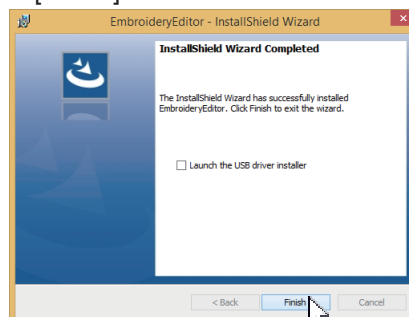 EmbroideryEditor - InstallShield Wizard
InstallShield Wizard Completed
The InstallShield Wizard has successfully installed
EmbroideryEditor. Click Finish to exit the wizard.
Launch the USB driver installer
< Back Finish Cancel